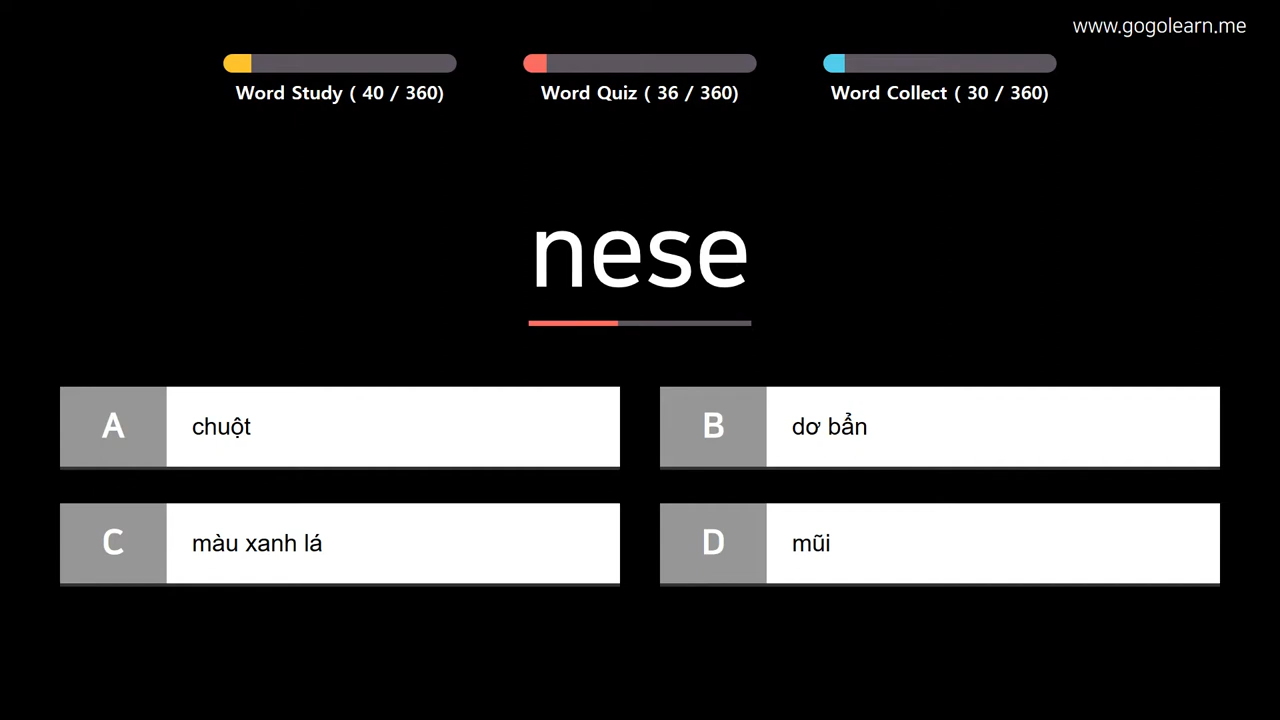 www.gogolearn.me
Word Study ( 40 / 360)
Word Quiz ( 36 / 360)
Word Collect ( 30 / 360)
nese
A chuột
B dơ bẩn
C màu xanh lá
D mũi